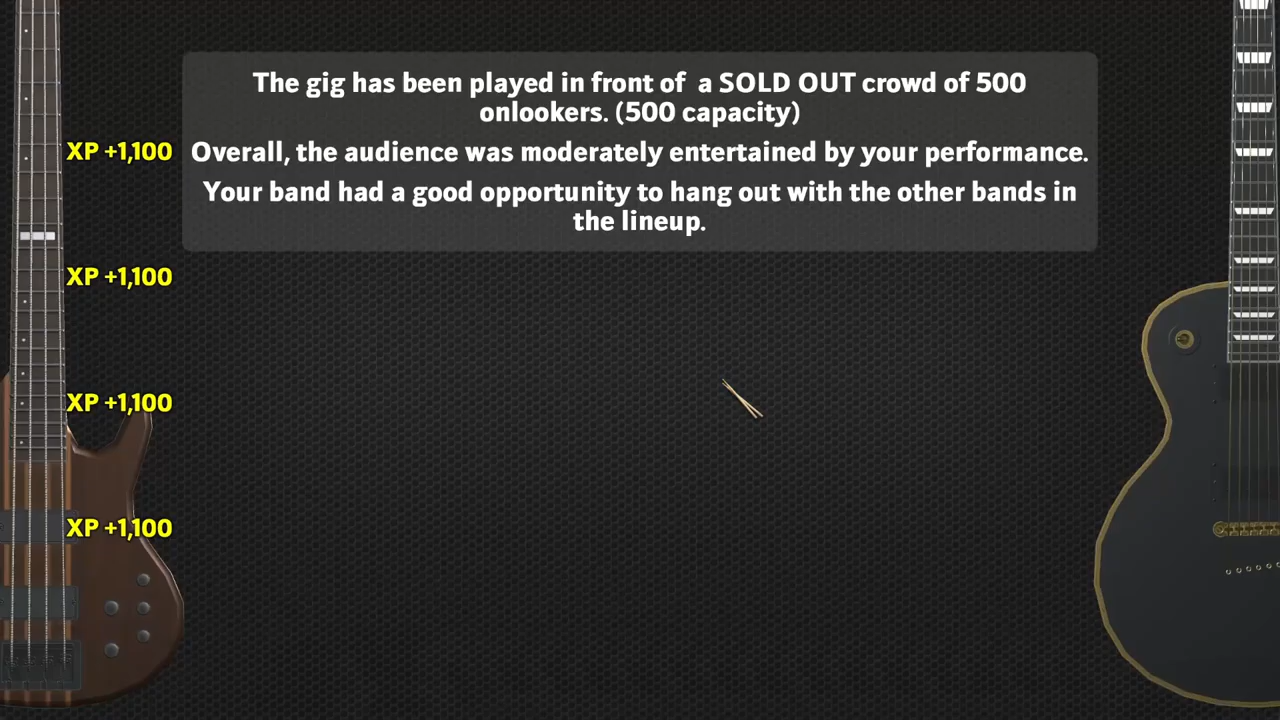 The gig has been played in front of  a SOLD OUT crowd of 500
onlookers. (500 capacity)
XP +1,100
Overall, the audience was moderately entertained by your performance.
Your band had a good opportunity to hang out with the other bands in
the lineup.
XP +1,100
XP +1,100
XP +1,100